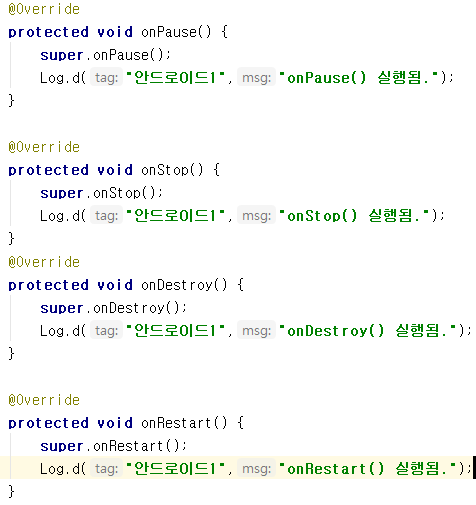 @Override
protected void onPause() {
super.onPause();
Log.d( tag: "안드로이드1", msg: "onPause() 실행됨.");
}
@Override
protected void onStop() {
super.onStop();
Log.d( tag: "안드로이드1", msg: "onStop() 실행됨.");
}
@Override
protected void onDestroy() {
super.onDestroy();
Log.d( tag: "안드로이드1", msg: "onDestroy() 실행됨.");
}
@Override
protected void onRestart() {
super.onRestart();
Log.d( tag: "안드로이드1", msg: "onRestart() 실행됨.");
}